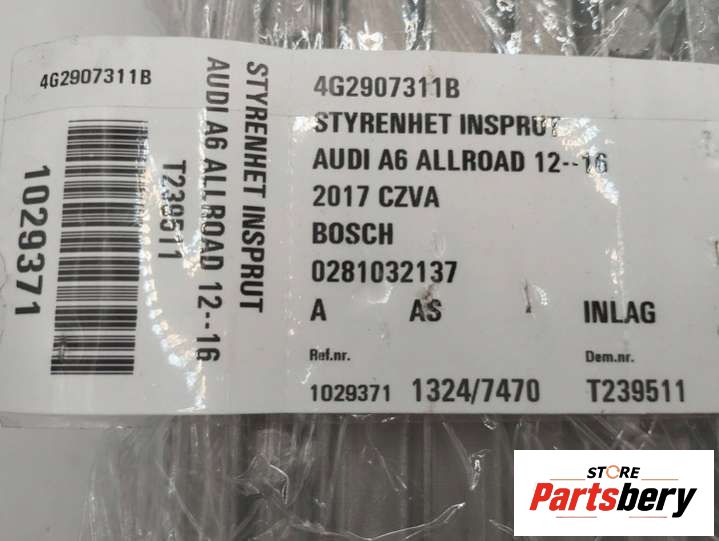 4G2907311B
1029371
STYRENHET INSPRUT
AUDI A6 ALLROAD 12--16
T239511
4G2907311B
STYRENHET INSPRUT
AUDI A6 ALLROAD 12--16
2017 CZVA
BOSCH
0281032137
A AS INLAG
Ref.nr. Dem.nr.
1029371 1324/7470 T239511
STORE
Partsbery